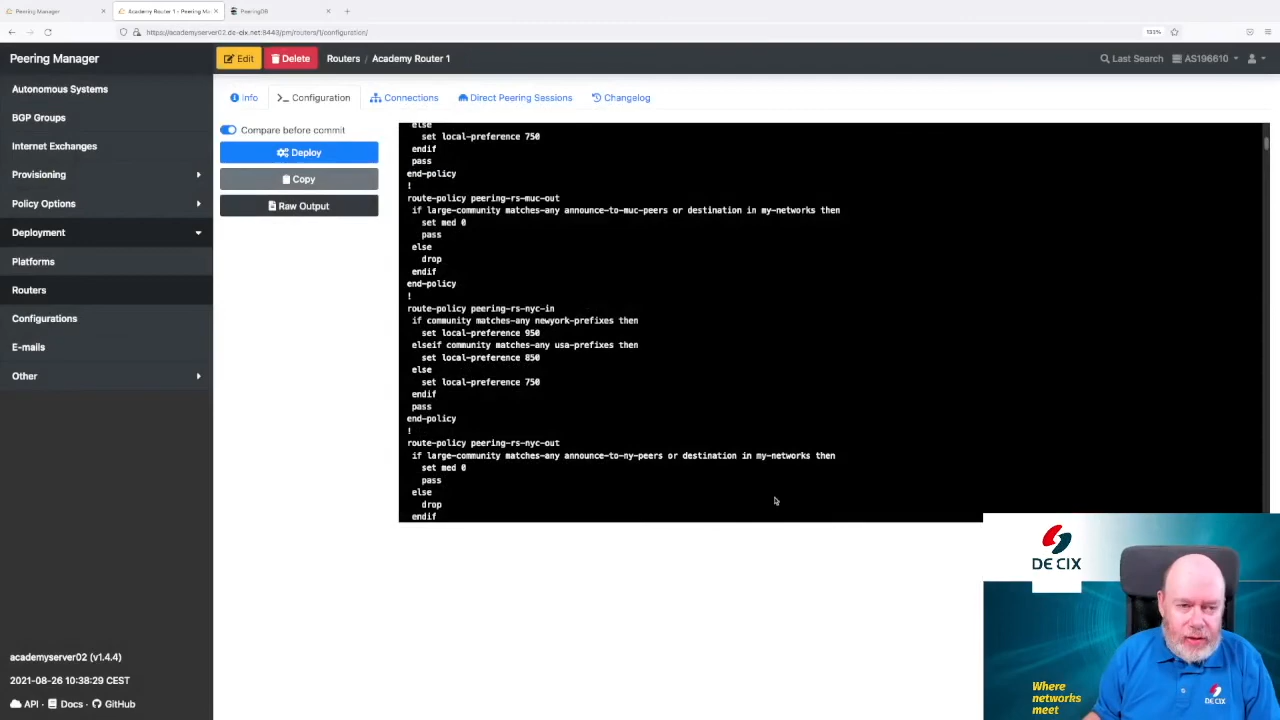 Peering Manager
Academy Router 1 - Peering Ma
PeeringDB
https://academyserver02.de-cix.net:8443/pm/routers/1/configuration/
133%
Peering Manager
Edit
Delete
Routers / Academy Router 1
Last Search
AS196610
Autonomous Systems
BGP Groups
Internet Exchanges
Provisioning
Policy Options
Deployment
Platforms
Routers
Configurations
E-mails
Other
Info
Configuration
Connections
Direct Peering Sessions
Changelog
Compare before commit
Deploy
Copy
Raw Output
else
set local-preference 750
endif
pass
end-policy
!
route-policy peering-rs-muc-out
if large-community matches-any announce-to-muc-peers or destination in my-networks then
set med 0
pass
else
drop
endif
end-policy
!
route-policy peering-rs-nyc-in
if community matches-any newyork-prefixes then
set local-preference 950
elseif community matches-any usa-prefixes then
set local-preference 850
else
set local-preference 750
endif
pass
end-policy
!
route-policy peering-rs-nyc-out
if large-community matches-any announce-to-ny-peers or destination in my-networks then
set med 0
pass
else
drop
endif
academyserver02 (v1.4.4)
2021-08-26 10:38:29 CEST
API
Docs
GitHub
DE CIX
Where
networks
meet
DE CIX